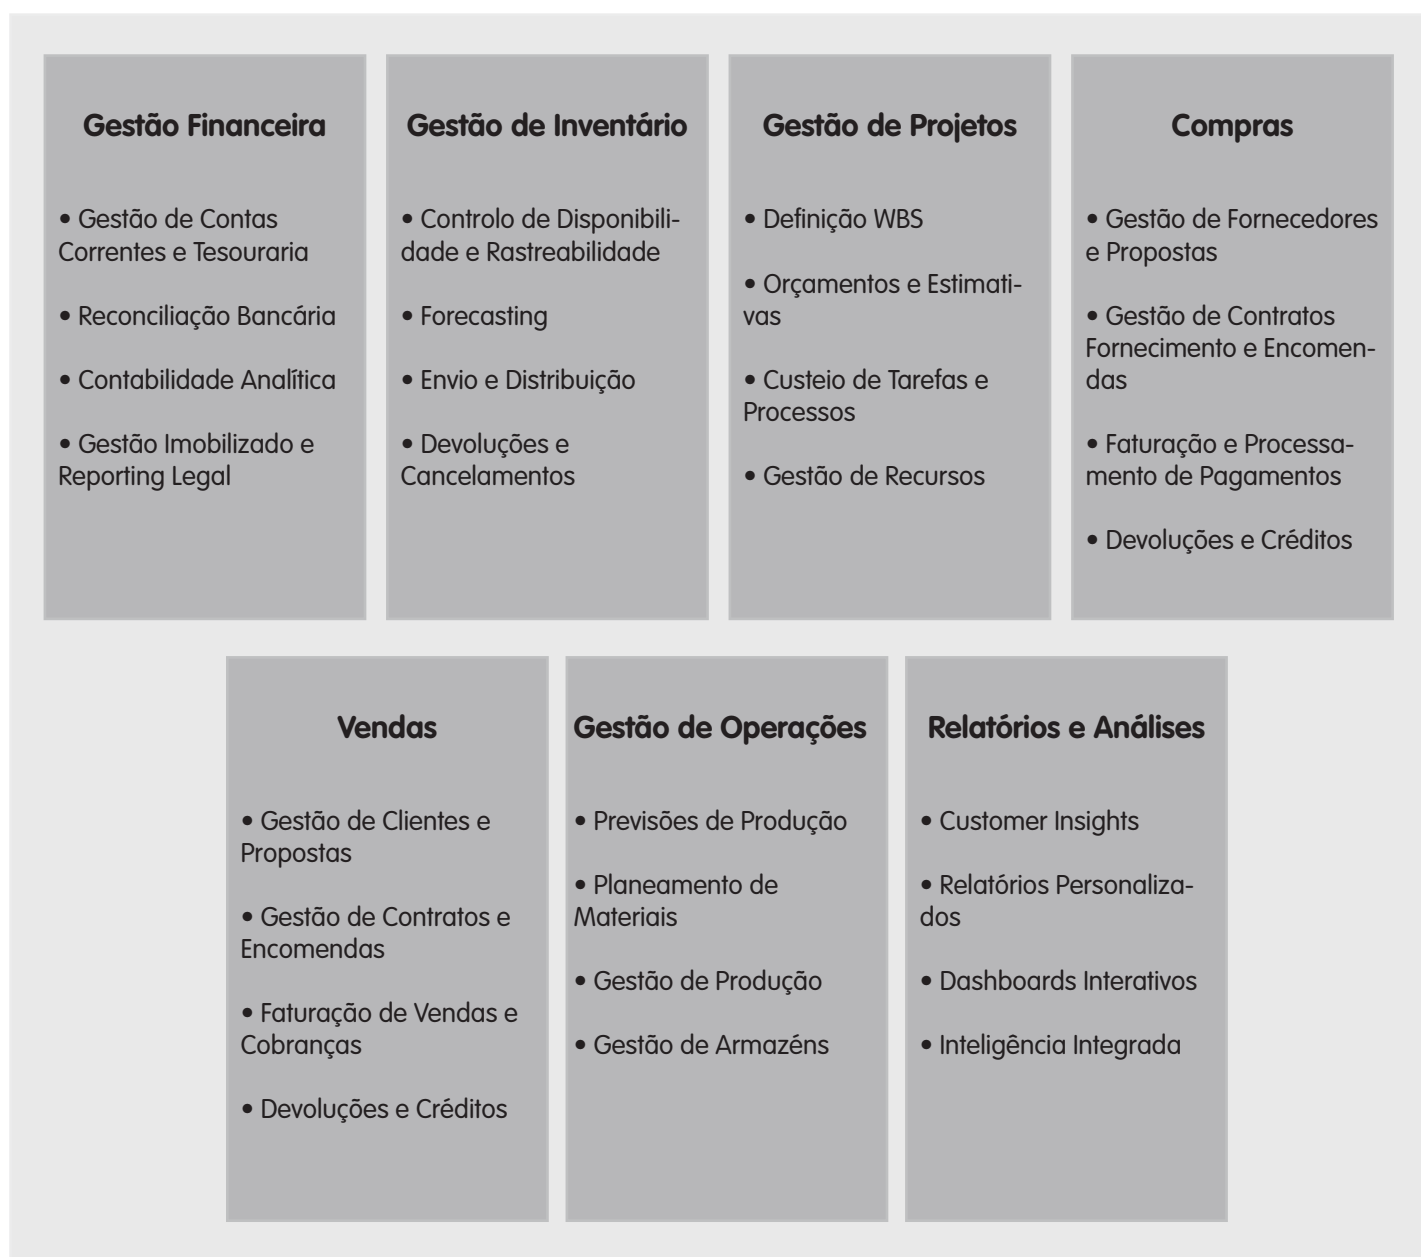 Gestão Financeira
• Gestão de Contas
Correntes e Tesouraria
• Reconciliação Bancária
• Contabilidade Analítica
• Gestão Imobilizado e
Reporting Legal
Gestão de Inventário
• Controlo de Disponibili-
dade e Rastreabilidade
• Forecasting
• Envio e Distribuição
• Devoluções e
Cancelamentos
Gestão de Projetos
• Definição WBS
• Orçamentos e Estimati-
vas
• Custeio de Tarefas e
Processos
• Gestão de Recursos
Compras
• Gestão de Fornecedores
e Propostas
• Gestão de Contratos
Fornecimento e Encomen-
das
• Faturação e Processa-
mento de Pagamentos
• Devoluções e Créditos
Vendas
• Gestão de Clientes e
Propostas
• Gestão de Contratos e
Encomendas
• Faturação de Vendas e
Cobranças
• Devoluções e Créditos
Gestão de Operações
• Previsões de Produção
• Planeamento de
Materiais
• Gestão de Produção
• Gestão de Armazéns
Relatórios e Análises
• Customer Insights
• Relatórios Personaliza-
dos
• Dashboards Interativos
• Inteligência Integrada